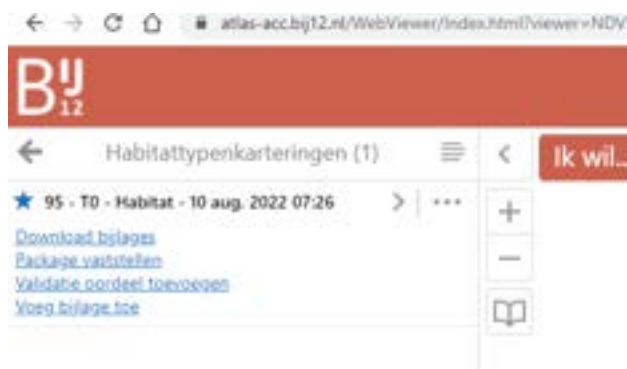 atlas-acc.bij12.nl/WebViewer/Index.html?viewer=NDV
BIJ
12
Habitattypenkarteringen (1)
Ik wil...
95 - T0 - Habitat - 10 aug. 2022 07:26
Download bijlages
Package vaststellen
Validatie oordeel toevoegen
Voeg bijlage toe